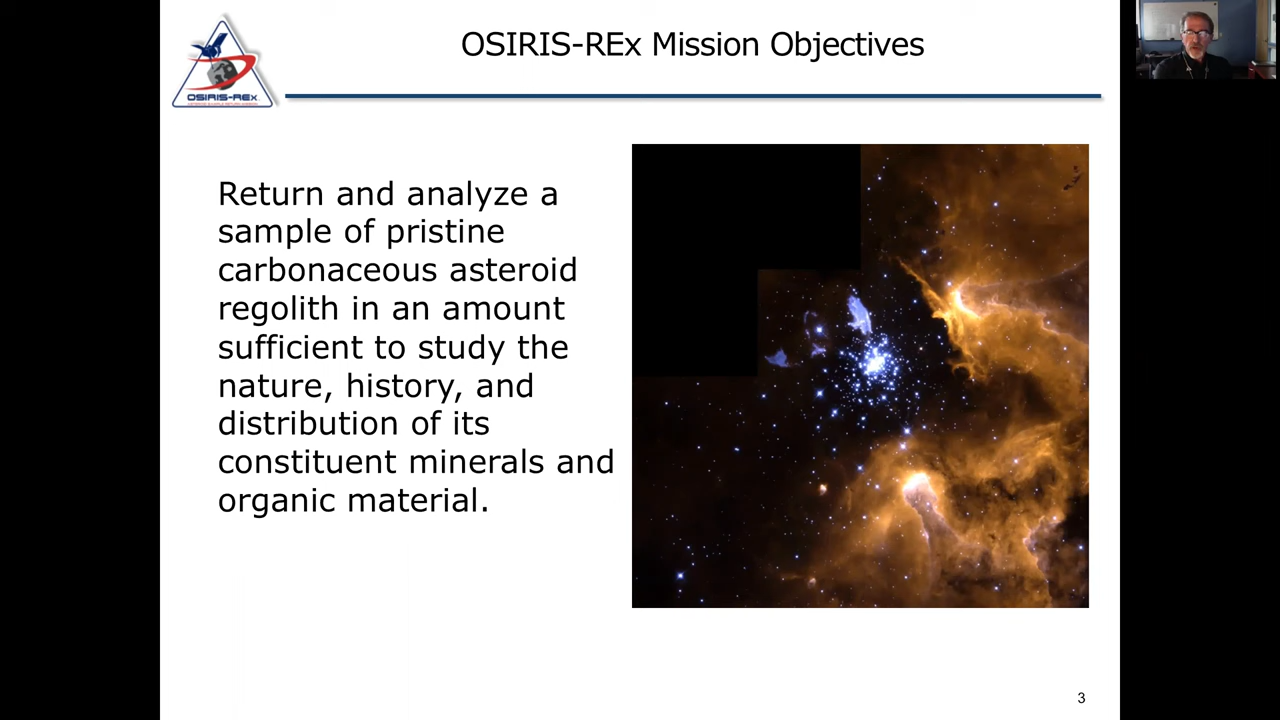 OSIRIS-REx Mission Objectives
OSIRIS-REx
Return and analyze a
sample of pristine
carbonaceous asteroid
regolith in an amount
sufficient to study the
nature, history, and
distribution of its
constituent minerals and
organic material.
3